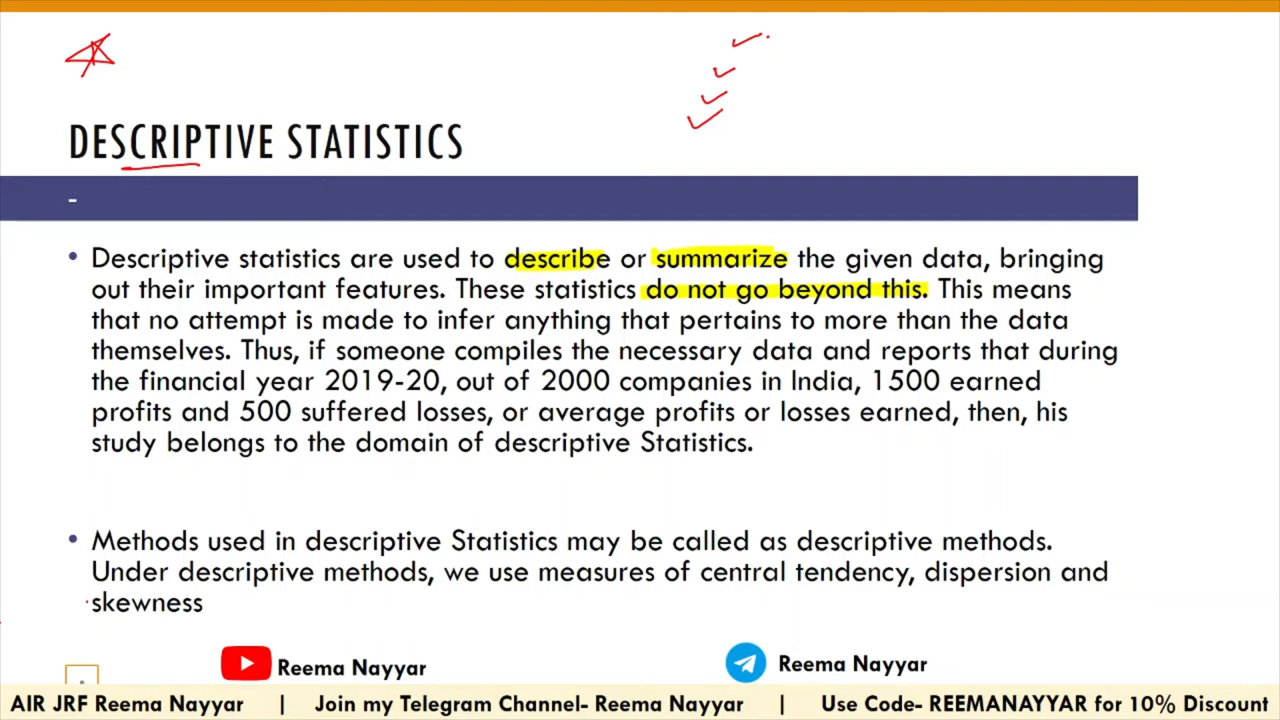 DESCRIPTIVE STATISTICS
-
• Descriptive statistics are used to describe or summarize the given data, bringing
out their important features. These statistics do not go beyond this. This means
that no attempt is made to infer anything that pertains to more than the data
themselves. Thus, if someone compiles the necessary data and reports that during
the financial year 2019-20, out of 2000 companies in India, 1500 earned
profits and 500 suffered losses, or average profits or losses earned, then, his
study belongs to the domain of descriptive Statistics.
• Methods used in descriptive Statistics may be called as descriptive methods.
Under descriptive methods, we use measures of central tendency, dispersion and
skewness
Reema Nayyar
Reema Nayyar
AIR JRF Reema Nayyar | Join my Telegram Channel- Reema Nayyar | Use Code- REEMANAYYAR for 10% Discount